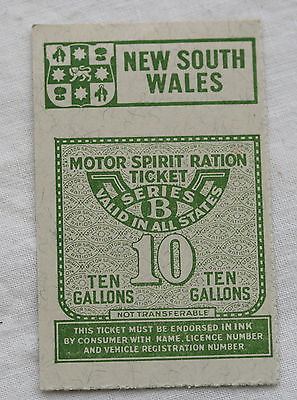 NEW SOUTH
WALES
MOTOR SPIRIT RATION
TICKET
SERIES
B
VALID IN ALL STATES
10
TEN GALLONS
TEN GALLONS
NOT TRANSFERABLE
THIS TICKET MUST BE ENDORSED IN INK
BY CONSUMER WITH NAME, LICENCE NUMBER
AND VEHICLE REGISTRATION NUMBER.